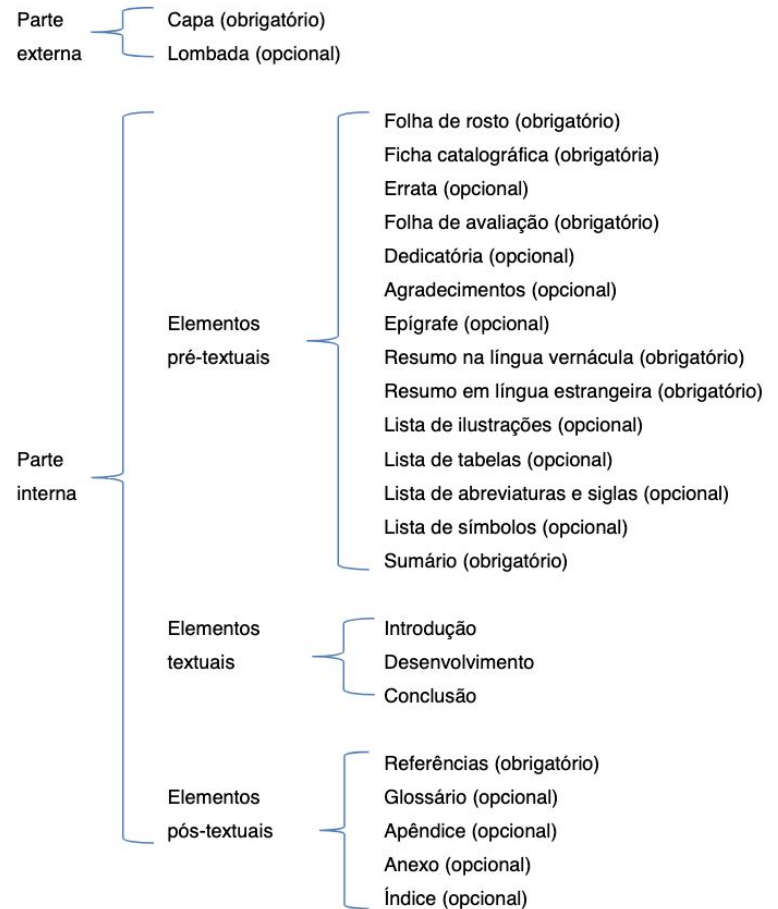 Parte
externa
Capa (obrigatório)
Lombada (opcional)
Parte
interna
Elementos
pré-textuais
Folha de rosto (obrigatório)
Ficha catalográfica (obrigatória)
Errata (opcional)
Folha de avaliação (obrigatório)
Dedicatória (opcional)
Agradecimentos (opcional)
Epígrafe (opcional)
Resumo na língua vernácula (obrigatório)
Resumo em língua estrangeira (obrigatório)
Lista de ilustrações (opcional)
Lista de tabelas (opcional)
Lista de abreviaturas e siglas (opcional)
Lista de símbolos (opcional)
Sumário (obrigatório)
Elementos
textuais
Introdução
Desenvolvimento
Conclusão
Elementos
pós-textuais
Referências (obrigatório)
Glossário (opcional)
Apêndice (opcional)
Anexo (opcional)
Índice (opcional)